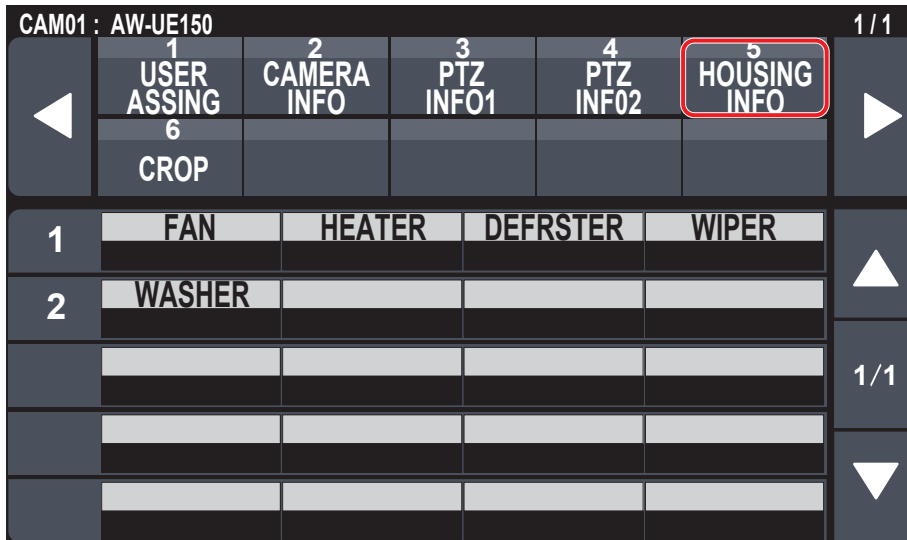 CAM01 : AW-UE150 1 / 1
1 2 3 4 5
USER CAMERA PTZ PTZ HOUSING
ASSING INFO INFO1 INF02 INFO
6
CROP
1 FAN HEATER DEFRSTER WIPER
2 WASHER
1/1